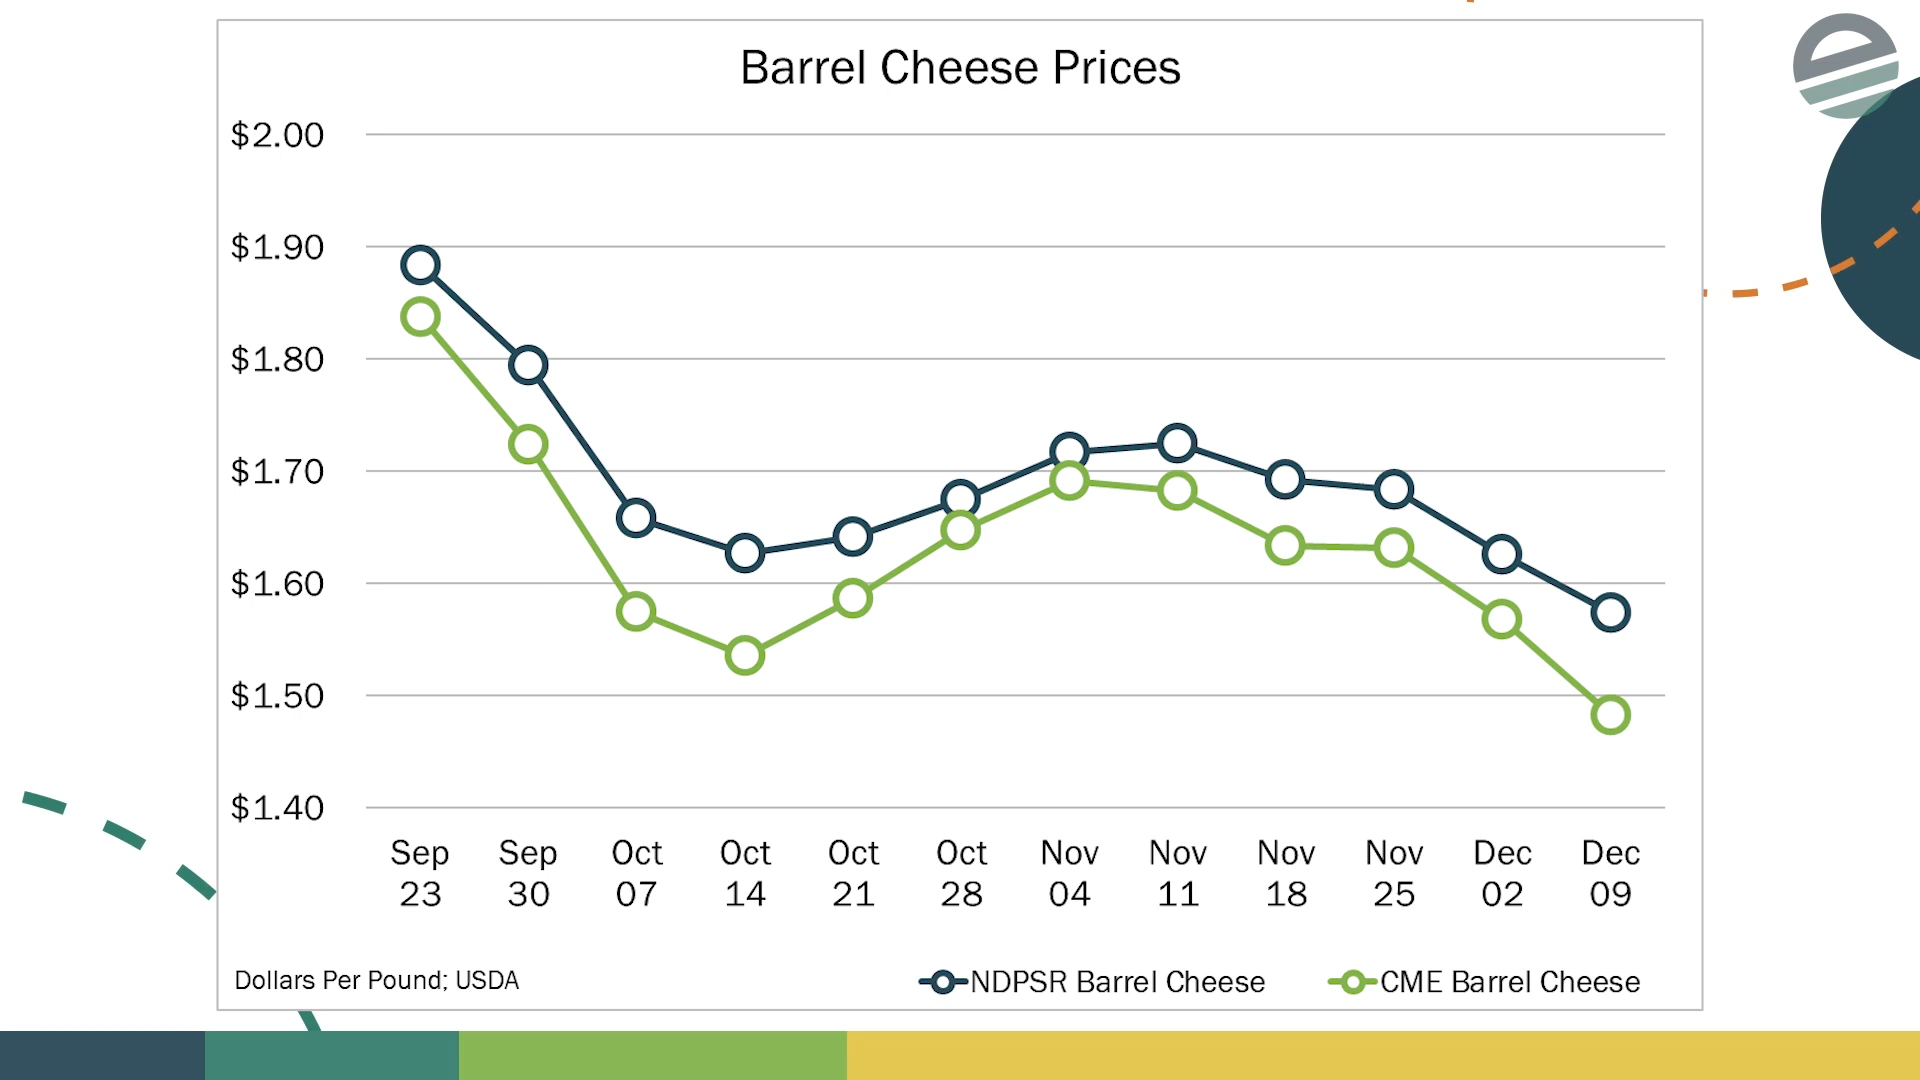 Barrel Cheese Prices
$2.00
$1.90
$1.80
$1.70
$1.60
$1.50
$1.40
Sep 23
Sep 30
Oct 07
Oct 14
Oct 21
Oct 28
Nov 04
Nov 11
Nov 18
Nov 25
Dec 02
Dec 09
Dollars Per Pound; USDA
NDPSR Barrel Cheese
CME Barrel Cheese